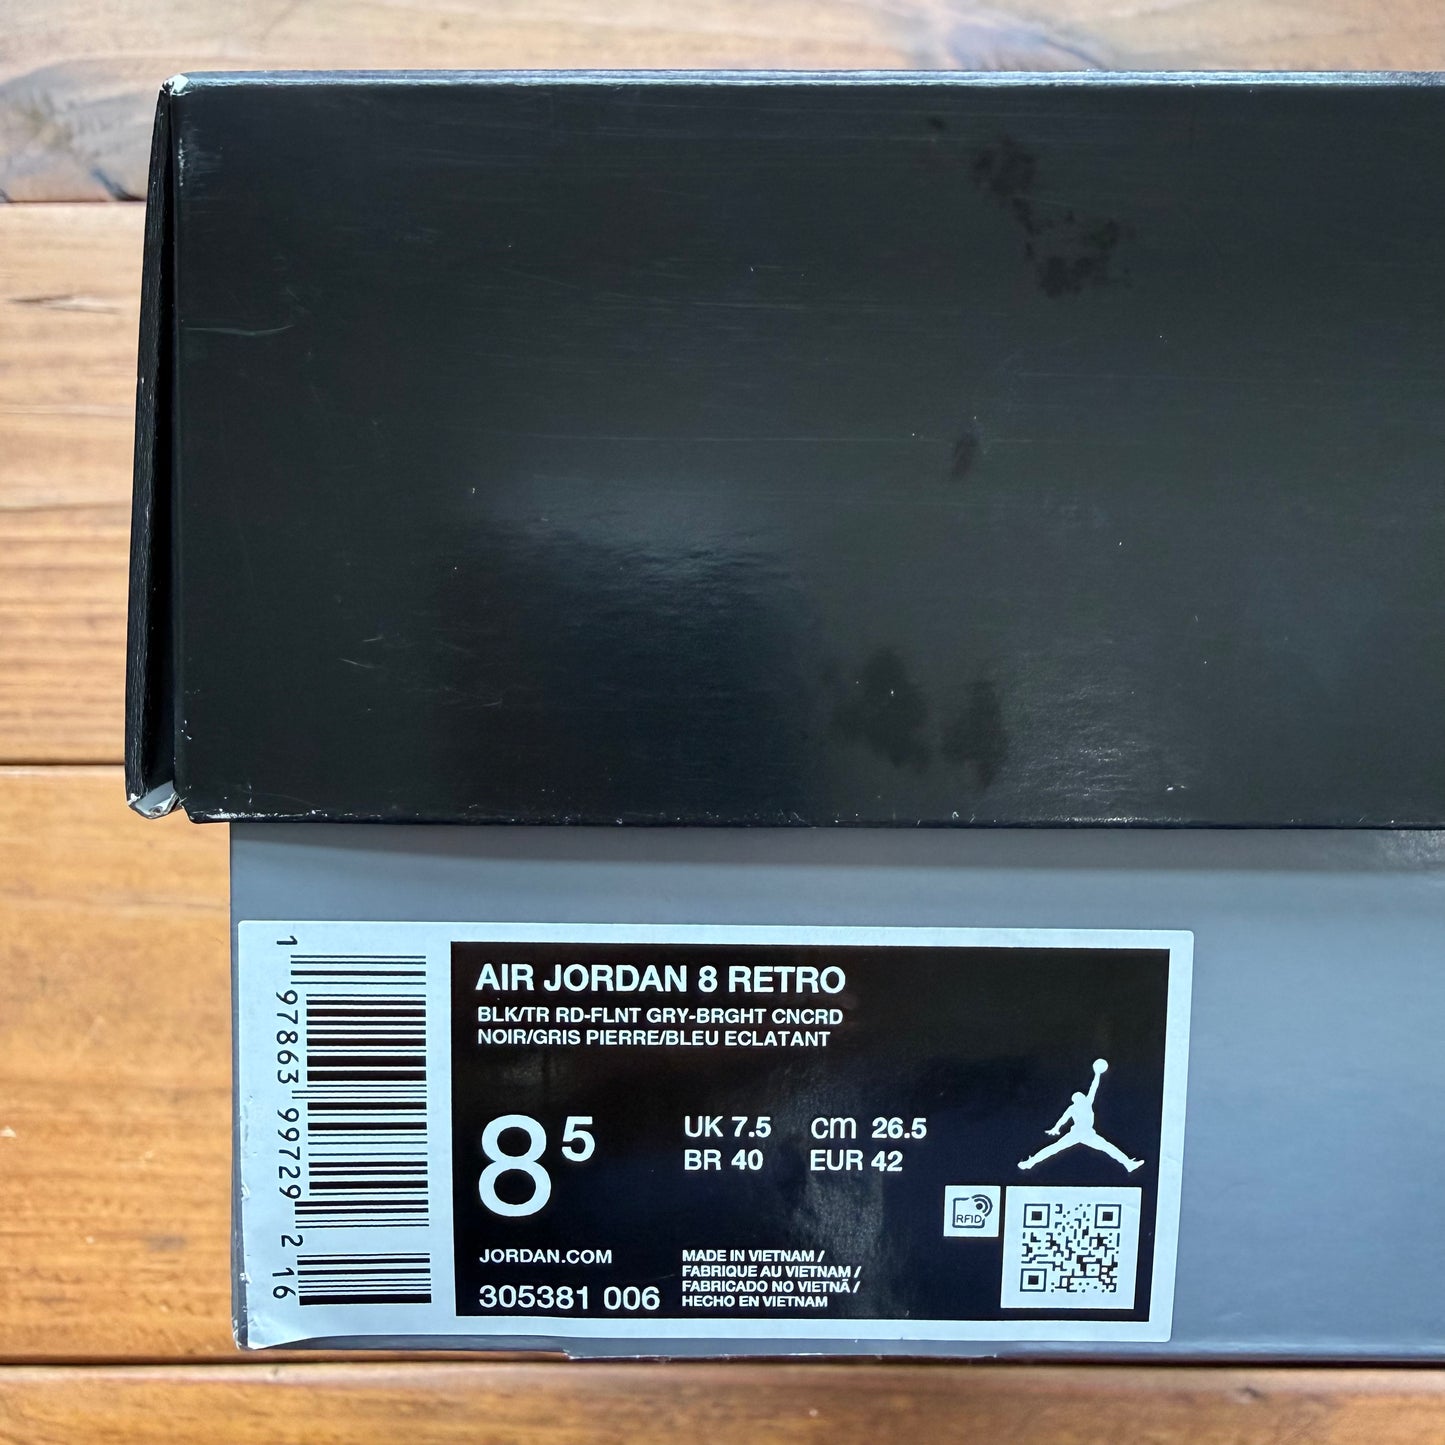 AIR JORDAN 8 RETRO
BLK/TR RD-FLNT GRY-BRGHT CNCRD
NOIR/GRIS PIERRE/BLEU ECLATANT
8 5
UK 7.5 cm 26.5
BR 40 EUR 42
RFID
JORDAN.COM
305381 006
MADE IN VIETNAM /
FABRIQUE AU VIETNAM /
FABRICADO NO VIETNÃ /
HECHO EN VIETNAM
1 97863 99729 2 16